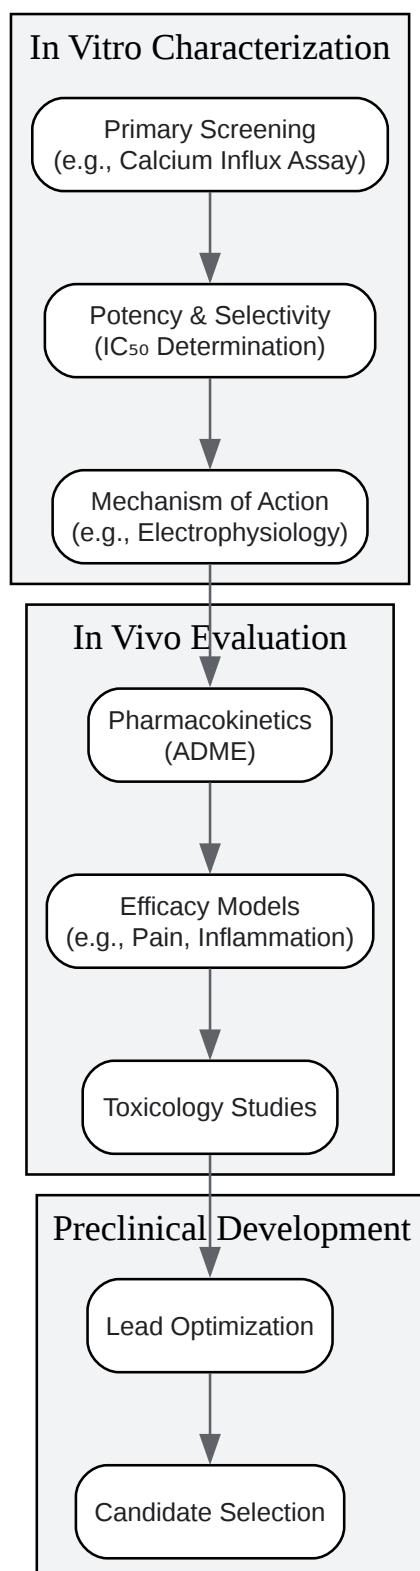 In Vitro Characterization
Primary Screening
(e.g., Calcium Influx Assay)
Potency & Selectivity
(IC₅₀ Determination)
Mechanism of Action
(e.g., Electrophysiology)
In Vivo Evaluation
Pharmacokinetics
(ADME)
Efficacy Models
(e.g., Pain, Inflammation)
Toxicology Studies
Preclinical Development
Lead Optimization
Candidate Selection